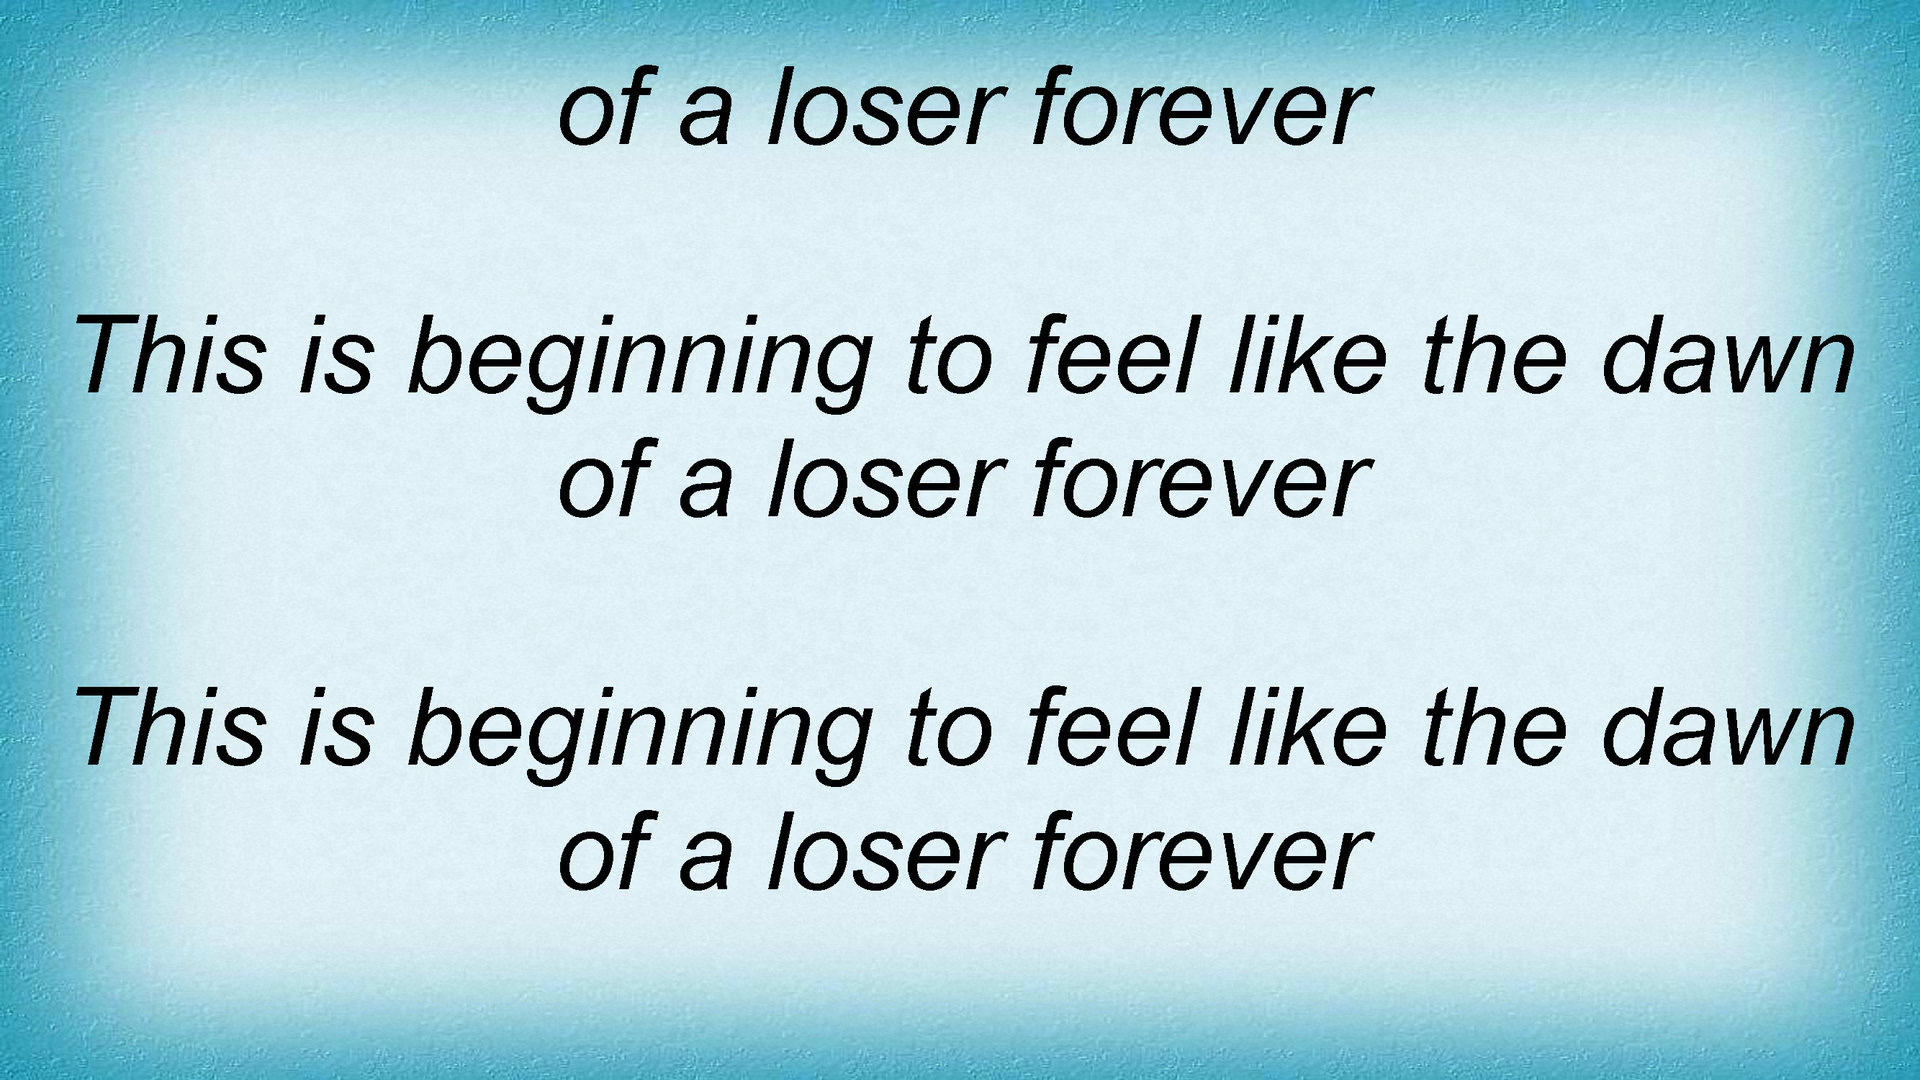 of a loser forever
This is beginning to feel like the dawn
of a loser forever
This is beginning to feel like the dawn
of a loser forever